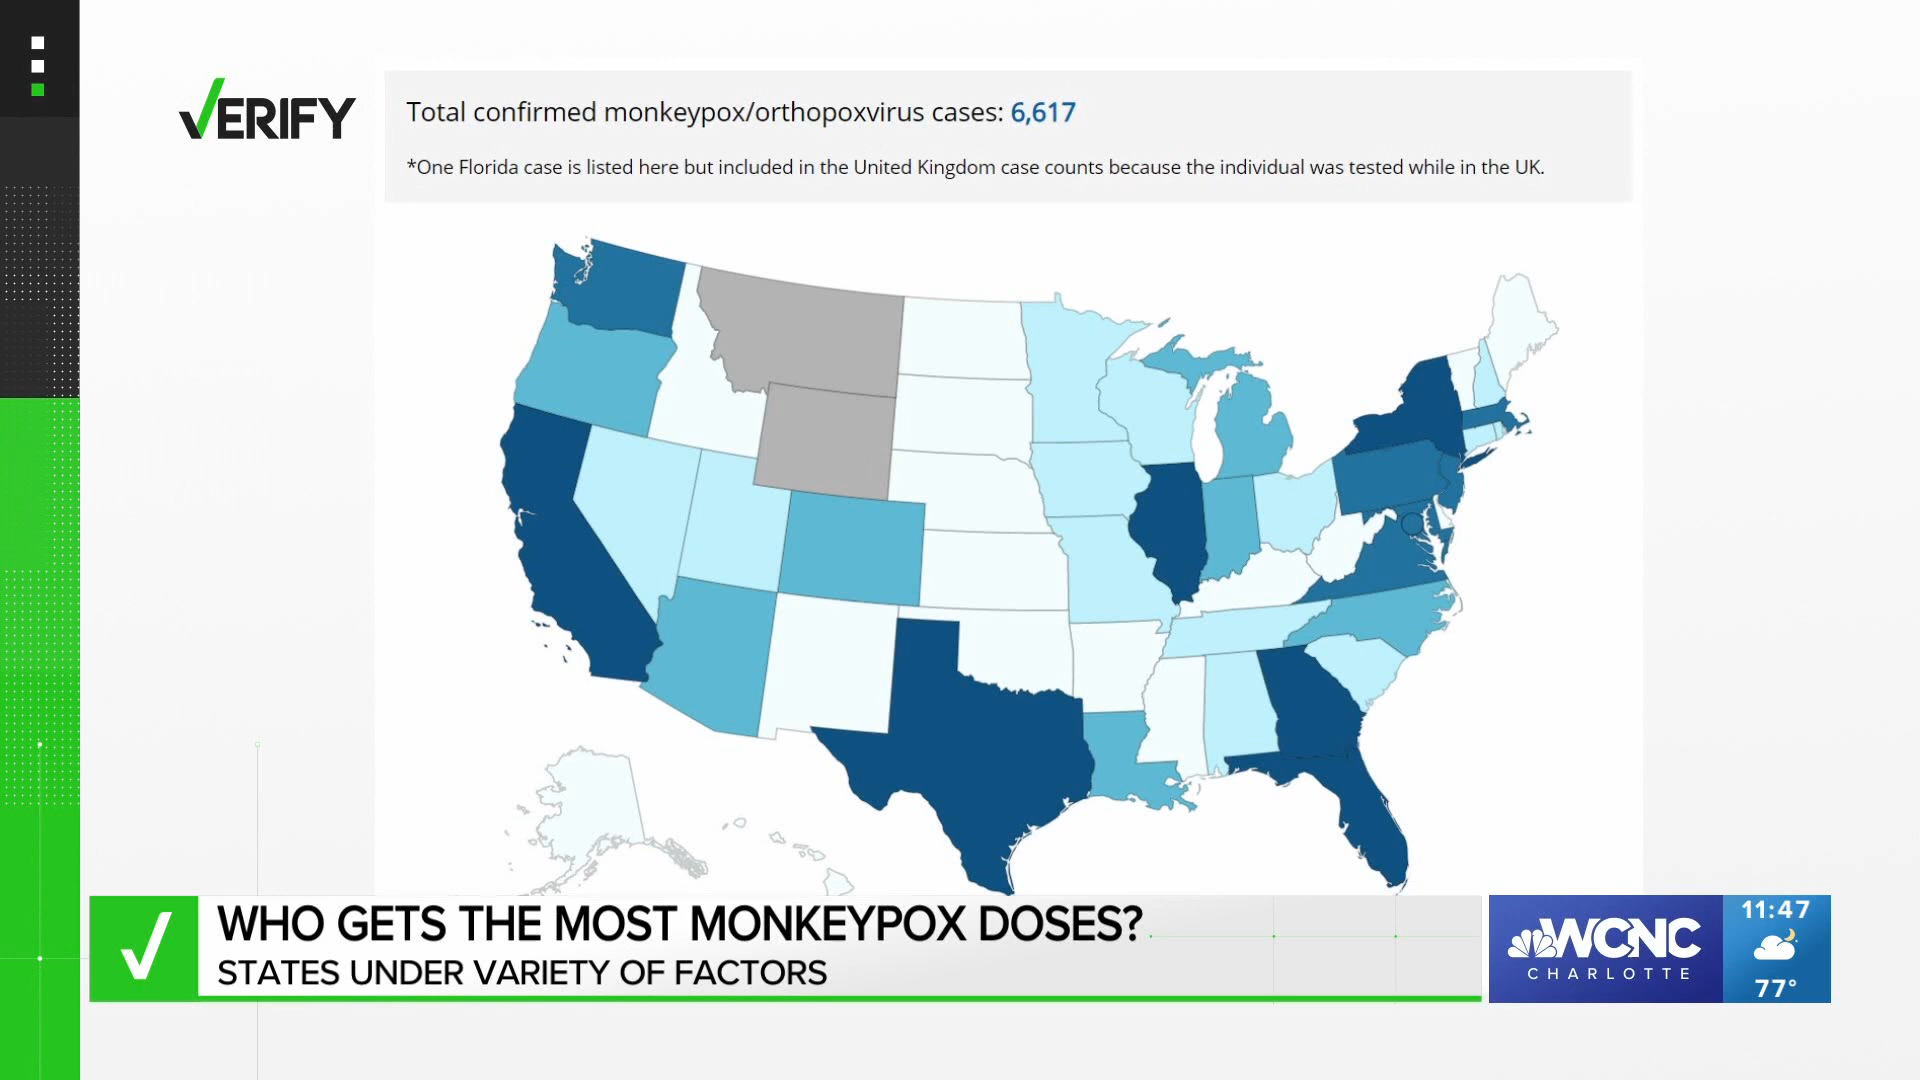 VERIFY
Total confirmed monkeypox/orthopoxvirus cases: 6,617
*One Florida case is listed here but included in the United Kingdom case counts because the individual was tested while in the UK.
WHO GETS THE MOST MONKEYPOX DOSES?
STATES UNDER VARIETY OF FACTORS
WCNC
CHARLOTTE
11:47
77°